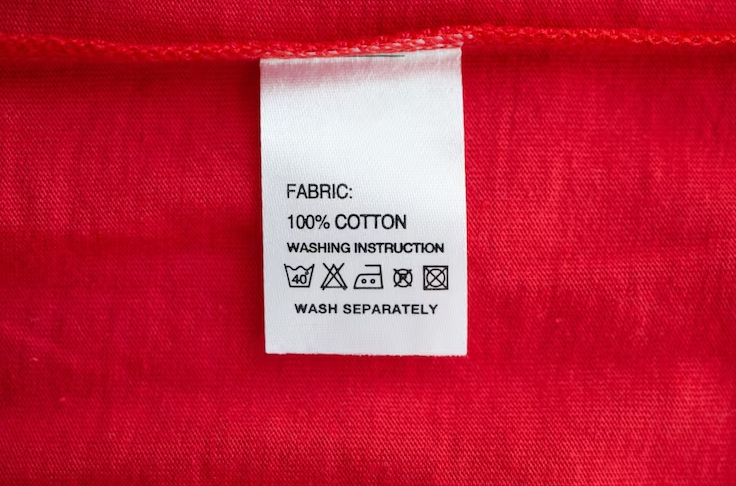 FABRIC:
100% COTTON
WASHING INSTRUCTION
40
WASH SEPARATELY